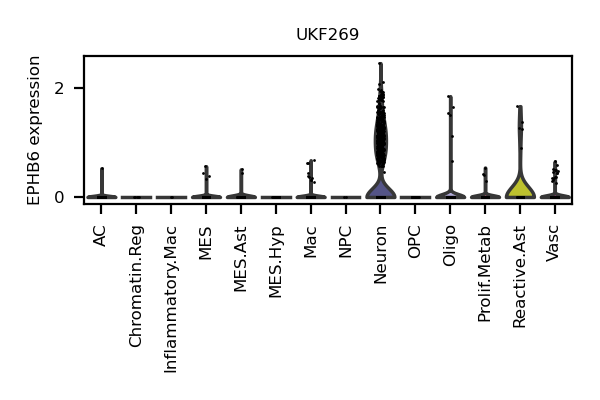 UKF269
EPHB6 expression
2
0
AC
Chromatin.Reg
Inflammatory.Mac
MES
MES.Ast
MES.Hyp
Mac
NPC
Neuron
OPC
Oligo
Prolif.Metab
Reactive.Ast
Vasc